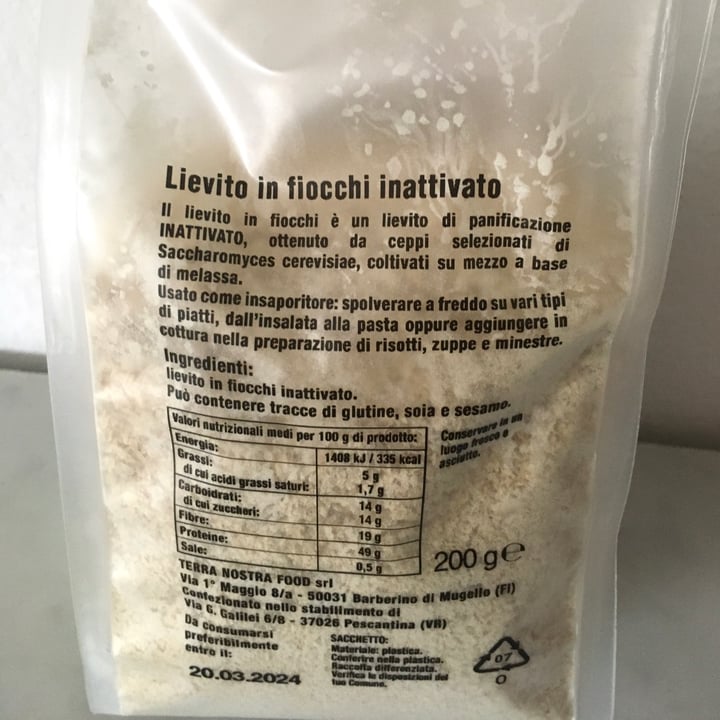 Lievito in fiocchi inattivato
Il lievito in fiocchi è un lievito di panificazione
INATTIVATO, ottenuto da ceppi selezionati di
Saccharomyces cerevisiae, coltivati su mezzo a base
di melassa.
Usato come insaporitore: spolverare a freddo su vari tipi
di piatti, dall'insalata alla pasta oppure aggiungere in
cottura nella preparazione di risotti, zuppe e minestre.
Ingredienti:
lievito in fiocchi inattivato.
Può contenere tracce di glutine, soia e sesamo.
Conservare in un
luogo fresco e
asciutto.
Valori nutrizionali medi per 100 g di prodotto:
Energia: 1408 kJ / 335 kcal
Grassi: 5 g
di cui acidi grassi saturi: 1,7 g
Carboidrati: 14 g
di cui zuccheri: 14 g
Fibre: 19 g
Proteine: 49 g
Sale: 0,5 g
200 g e
TERRA NOSTRA FOOD srl
Via 1° Maggio 8/a - 50031 Barberino di Mugello (FI)
Confezionato nello stabilimento di
Via G. Galilei 6/8 - 37026 Pescantina (VR)
Da consumarsi
preferibilmente
entro il:
20.03.2024
SACCHETTO:
Materiale: plastica.
Conferire nella plastica.
Raccolta differenziata.
Verifica le disposizioni del
tuo Comune.
07
O